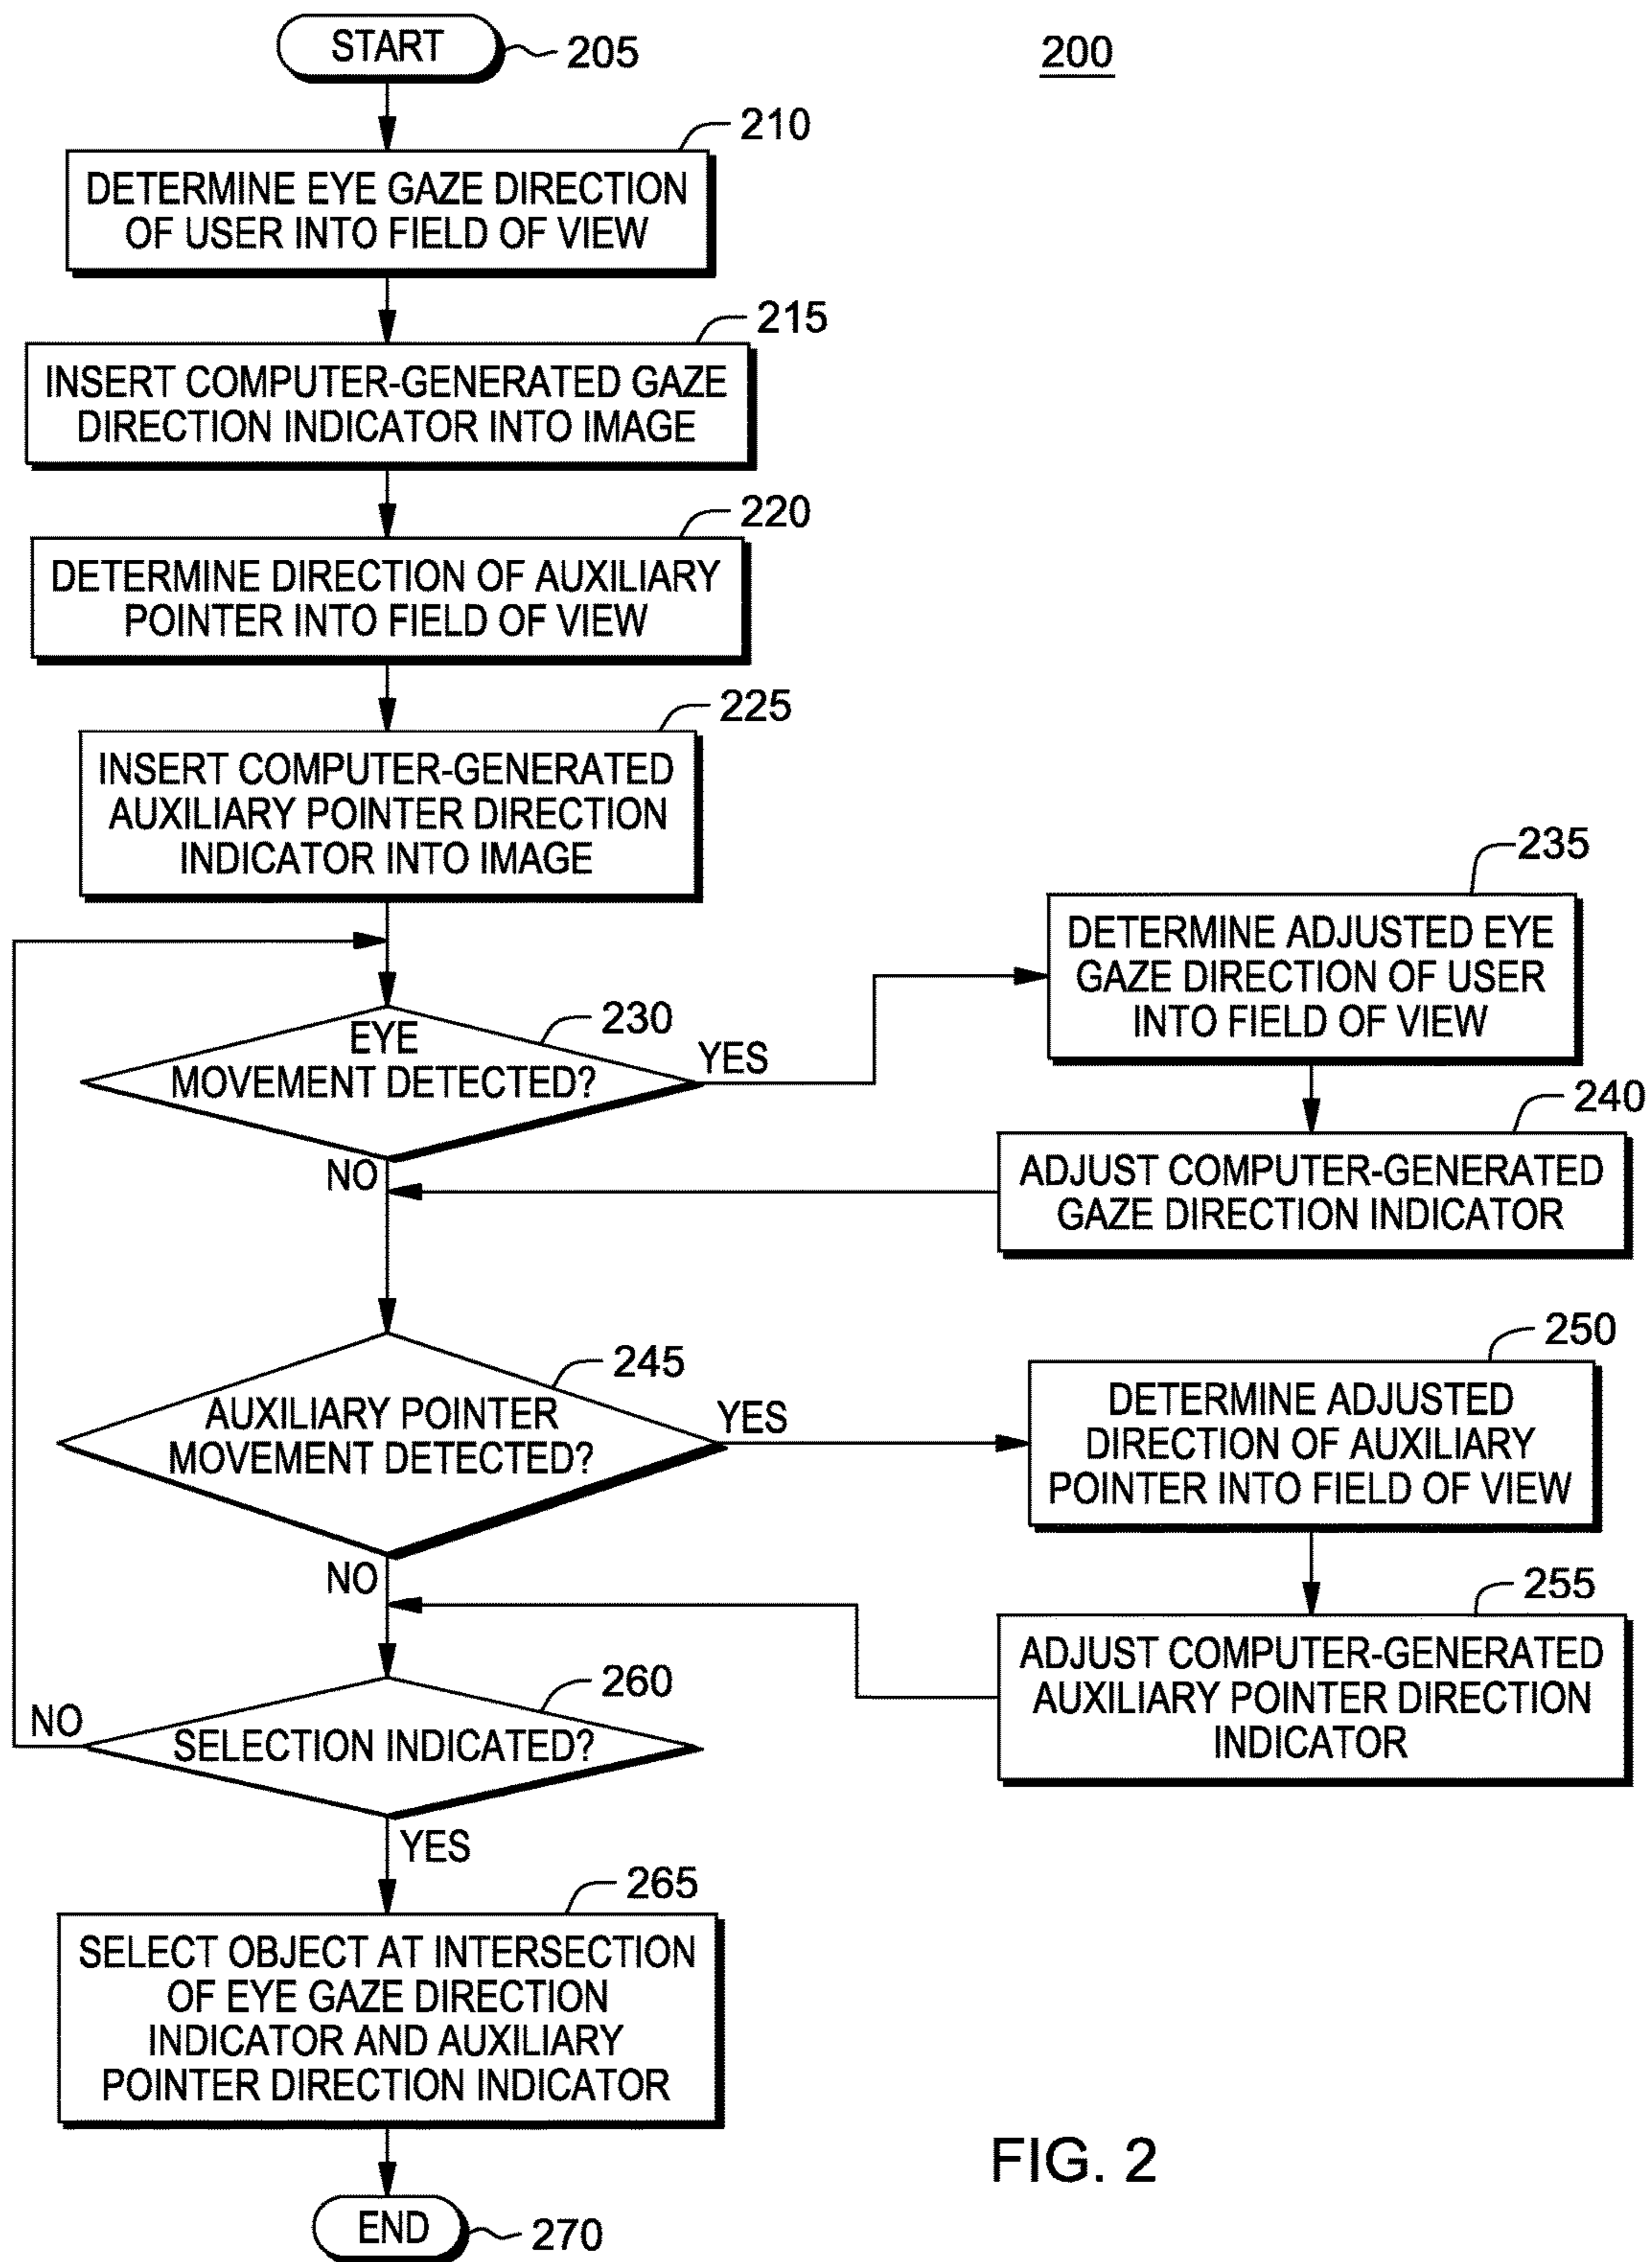 START
205
200
210
DETERMINE EYE GAZE DIRECTION
OF USER INTO FIELD OF VIEW
215
INSERT COMPUTER-GENERATED GAZE
DIRECTION INDICATOR INTO IMAGE
220
DETERMINE DIRECTION OF AUXILIARY
POINTER INTO FIELD OF VIEW
225
INSERT COMPUTER-GENERATED
AUXILIARY POINTER DIRECTION
INDICATOR INTO IMAGE
230
EYE
MOVEMENT DETECTED?
YES
NO
235
DETERMINE ADJUSTED EYE
GAZE DIRECTION OF USER
INTO FIELD OF VIEW
240
ADJUST COMPUTER-GENERATED
GAZE DIRECTION INDICATOR
245
AUXILIARY POINTER
MOVEMENT DETECTED?
YES
NO
250
DETERMINE ADJUSTED
DIRECTION OF AUXILIARY
POINTER INTO FIELD OF VIEW
255
ADJUST COMPUTER-GENERATED
AUXILIARY POINTER DIRECTION
INDICATOR
260
SELECTION INDICATED?
NO
YES
265
SELECT OBJECT AT INTERSECTION
OF EYE GAZE DIRECTION
INDICATOR AND AUXILIARY
POINTER DIRECTION INDICATOR
END
270
FIG. 2